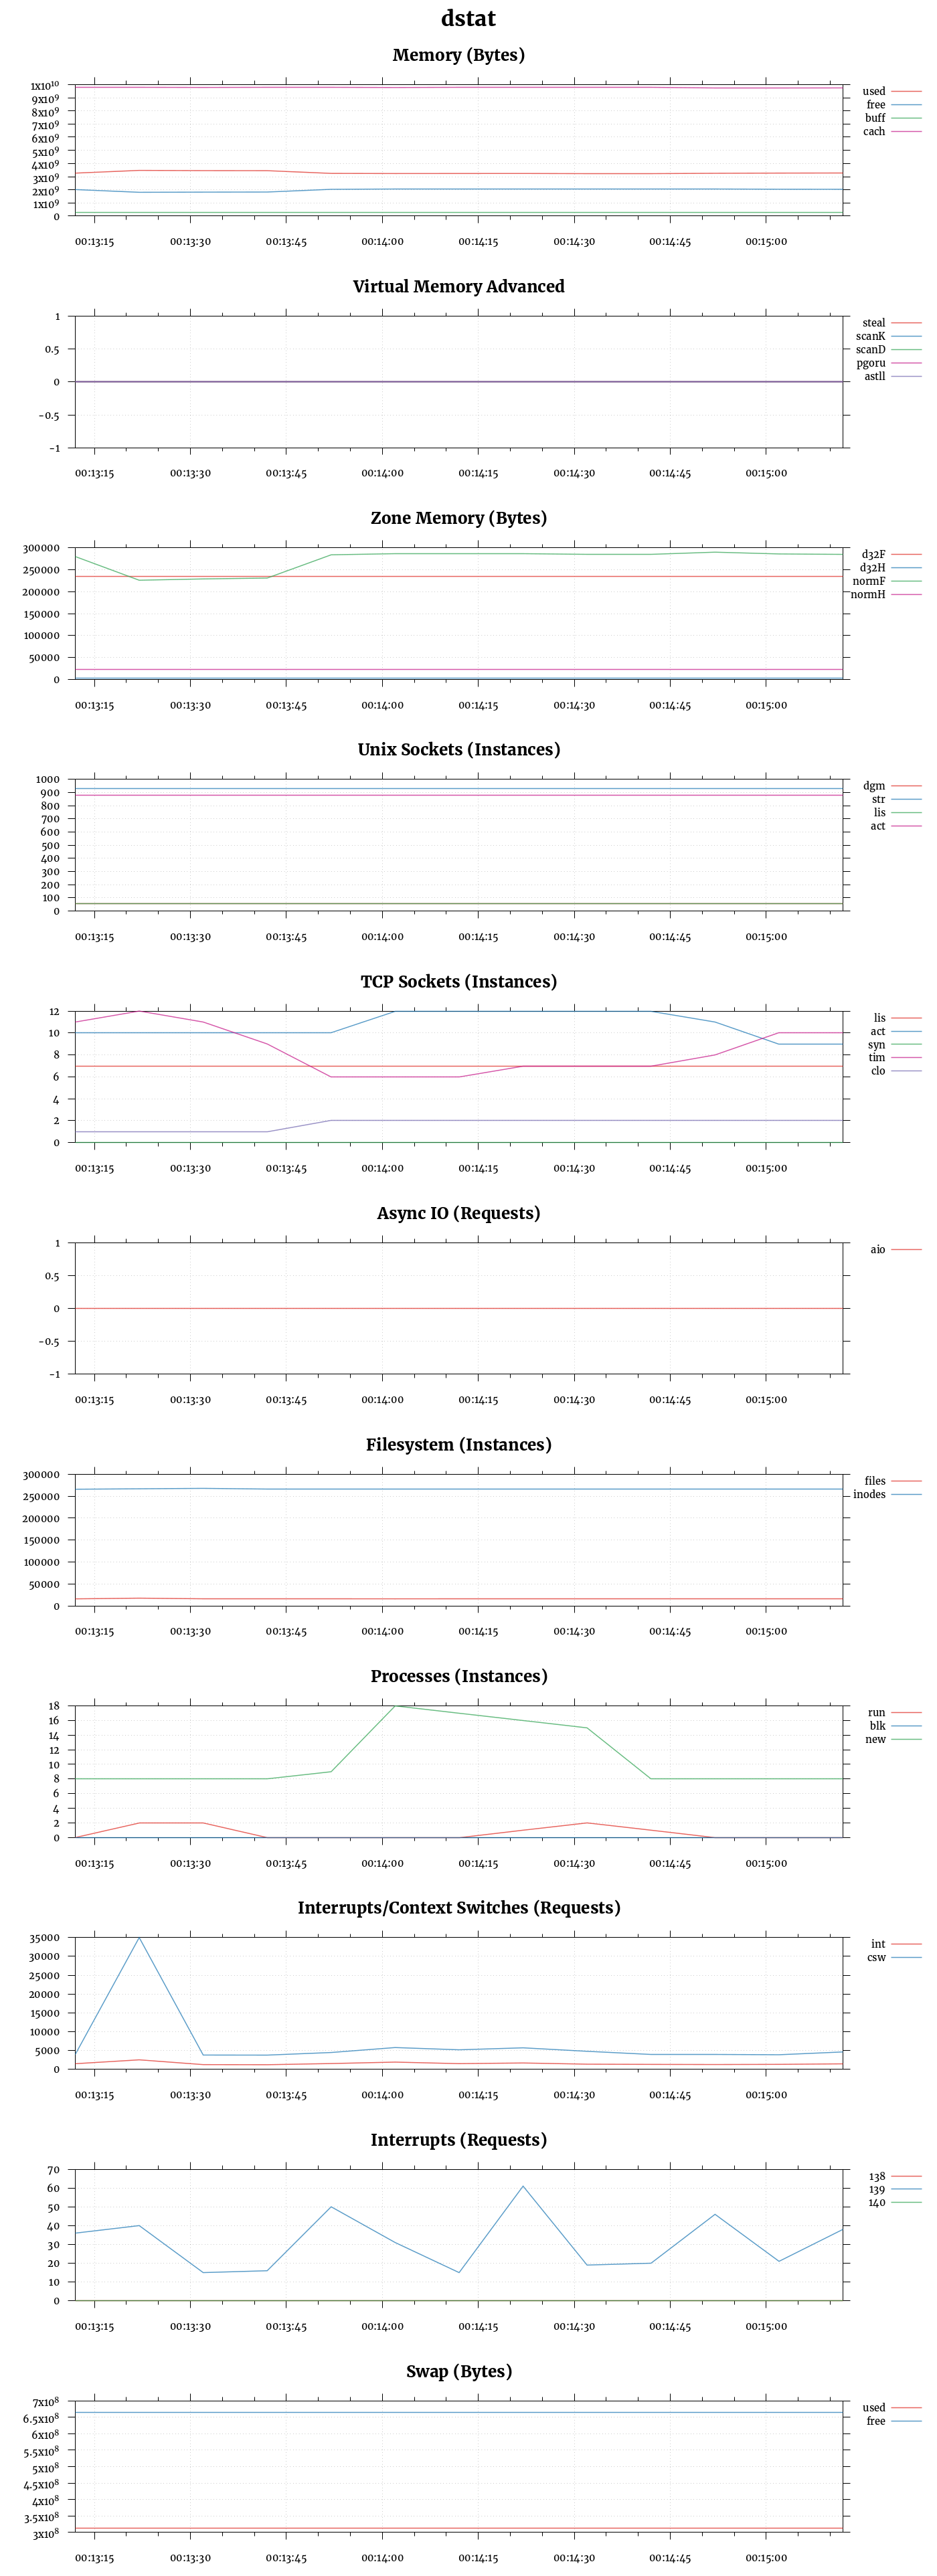 dstat
Memory (Bytes)
1x10¹⁰
9x10⁹
8x10⁹
7x10⁹
6x10⁹
5x10⁹
4x10⁹
3x10⁹
2x10⁹
1x10⁹
0
00:13:15 00:13:30 00:13:45 00:14:00 00:14:15 00:14:30 00:14:45 00:15:00
used
free
buff
cach
Virtual Memory Advanced
1
0.5
0
-0.5
-1
00:13:15 00:13:30 00:13:45 00:14:00 00:14:15 00:14:30 00:14:45 00:15:00
steal
scanK
scanD
pgoru
astll
Zone Memory (Bytes)
300000
250000
200000
150000
100000
50000
0
00:13:15 00:13:30 00:13:45 00:14:00 00:14:15 00:14:30 00:14:45 00:15:00
d32F
d32H
normF
normH
Unix Sockets (Instances)
1000
900
800
700
600
500
400
300
200
100
0
00:13:15 00:13:30 00:13:45 00:14:00 00:14:15 00:14:30 00:14:45 00:15:00
dgm
str
lis
act
TCP Sockets (Instances)
12
10
8
6
4
2
0
00:13:15 00:13:30 00:13:45 00:14:00 00:14:15 00:14:30 00:14:45 00:15:00
lis
act
syn
tim
clo
Async IO (Requests)
1
0.5
0
-0.5
-1
00:13:15 00:13:30 00:13:45 00:14:00 00:14:15 00:14:30 00:14:45 00:15:00
aio
Filesystem (Instances)
300000
250000
200000
150000
100000
50000
0
00:13:15 00:13:30 00:13:45 00:14:00 00:14:15 00:14:30 00:14:45 00:15:00
files
inodes
Processes (Instances)
18
16
14
12
10
8
6
4
2
0
00:13:15 00:13:30 00:13:45 00:14:00 00:14:15 00:14:30 00:14:45 00:15:00
run
blk
new
Interrupts/Context Switches (Requests)
35000
30000
25000
20000
15000
10000
5000
0
00:13:15 00:13:30 00:13:45 00:14:00 00:14:15 00:14:30 00:14:45 00:15:00
int
csw
Interrupts (Requests)
70
60
50
40
30
20
10
0
00:13:15 00:13:30 00:13:45 00:14:00 00:14:15 00:14:30 00:14:45 00:15:00
138
139
140
Swap (Bytes)
7x10⁸
6.5x10⁸
6x10⁸
5.5x10⁸
5x10⁸
4.5x10⁸
4x10⁸
3.5x10⁸
3x10⁸
00:13:15 00:13:30 00:13:45 00:14:00 00:14:15 00:14:30 00:14:45 00:15:00
used
free